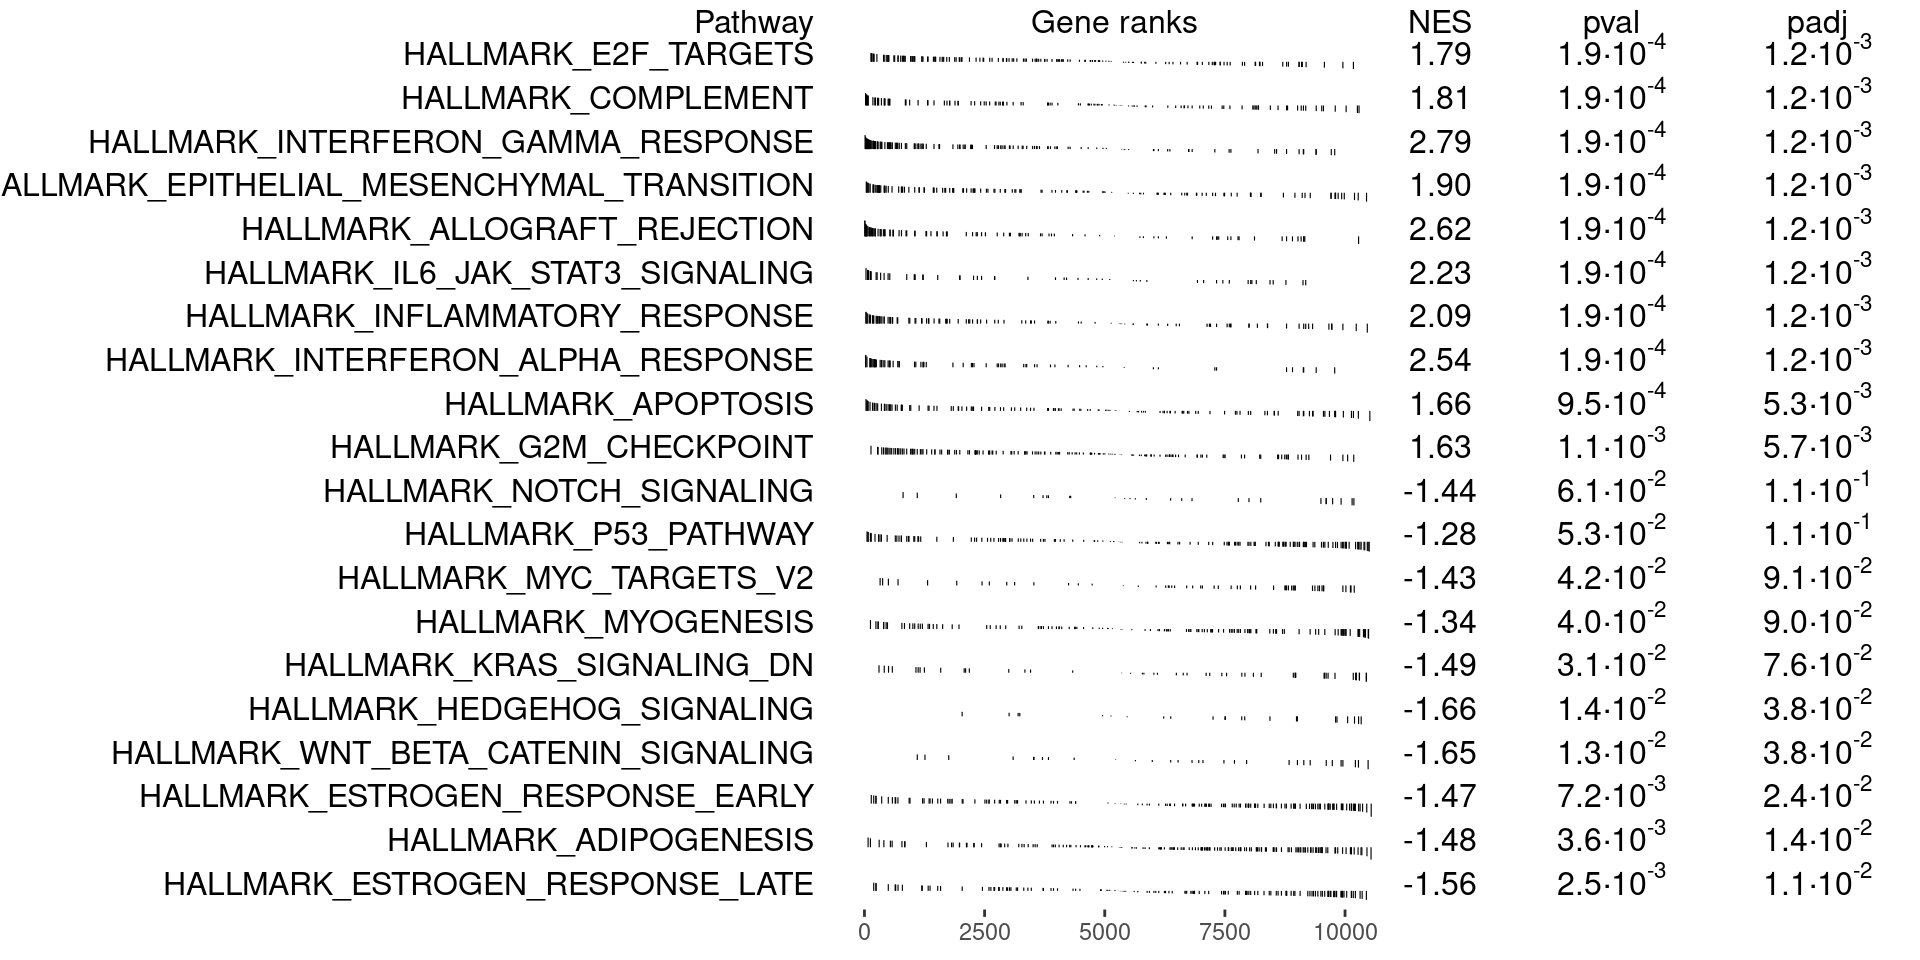 Pathway Gene ranks NES pval padj
HALLMARK_E2F_TARGETS 1.79 1.9·10⁻⁴ 1.2·10⁻³
HALLMARK_COMPLEMENT 1.81 1.9·10⁻⁴ 1.2·10⁻³
HALLMARK_INTERFERON_GAMMA_RESPONSE 2.79 1.9·10⁻⁴ 1.2·10⁻³
ALLMARK_EPITHELIAL_MESENCHYMAL_TRANSITION 1.90 1.9·10⁻⁴ 1.2·10⁻³
HALLMARK_ALLOGRAFT_REJECTION 2.62 1.9·10⁻⁴ 1.2·10⁻³
HALLMARK_IL6_JAK_STAT3_SIGNALING 2.23 1.9·10⁻⁴ 1.2·10⁻³
HALLMARK_INFLAMMATORY_RESPONSE 2.09 1.9·10⁻⁴ 1.2·10⁻³
HALLMARK_INTERFERON_ALPHA_RESPONSE 2.54 1.9·10⁻⁴ 1.2·10⁻³
HALLMARK_APOPTOSIS 1.66 9.5·10⁻⁴ 5.3·10⁻³
HALLMARK_G2M_CHECKPOINT 1.63 1.1·10⁻³ 5.7·10⁻³
HALLMARK_NOTCH_SIGNALING -1.44 6.1·10⁻² 1.1·10⁻¹
HALLMARK_P53_PATHWAY -1.28 5.3·10⁻² 1.1·10⁻¹
HALLMARK_MYC_TARGETS_V2 -1.43 4.2·10⁻² 9.1·10⁻²
HALLMARK_MYOGENESIS -1.34 4.0·10⁻² 9.0·10⁻²
HALLMARK_KRAS_SIGNALING_DN -1.49 3.1·10⁻² 7.6·10⁻²
HALLMARK_HEDGEHOG_SIGNALING -1.66 1.4·10⁻² 3.8·10⁻²
HALLMARK_WNT_BETA_CATENIN_SIGNALING -1.65 1.3·10⁻² 3.8·10⁻²
HALLMARK_ESTROGEN_RESPONSE_EARLY -1.47 7.2·10⁻³ 2.4·10⁻²
HALLMARK_ADIPOGENESIS -1.48 3.6·10⁻³ 1.4·10⁻²
HALLMARK_ESTROGEN_RESPONSE_LATE -1.56 2.5·10⁻³ 1.1·10⁻²
0 2500 5000 7500 10000